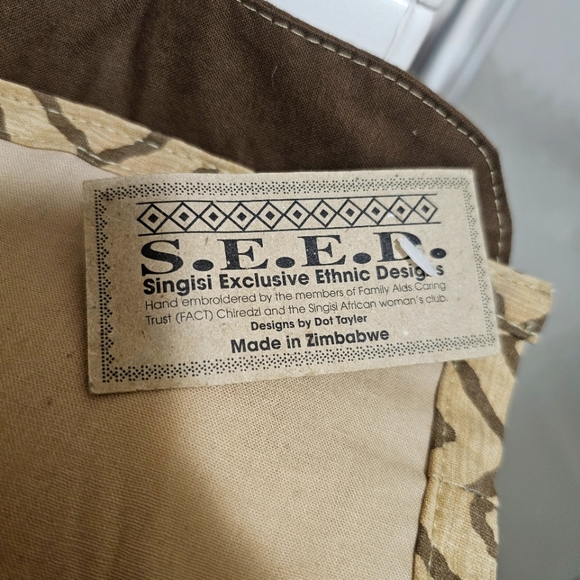 S.E.E.D.
Singisi Exclusive Ethnic Designs
Hand embroidered by the members of Family Aids Caring
Trust (FACT) Chiredzi and the Singisi African woman's club.
Designs by Dot Tayler
Made in Zimbabwe